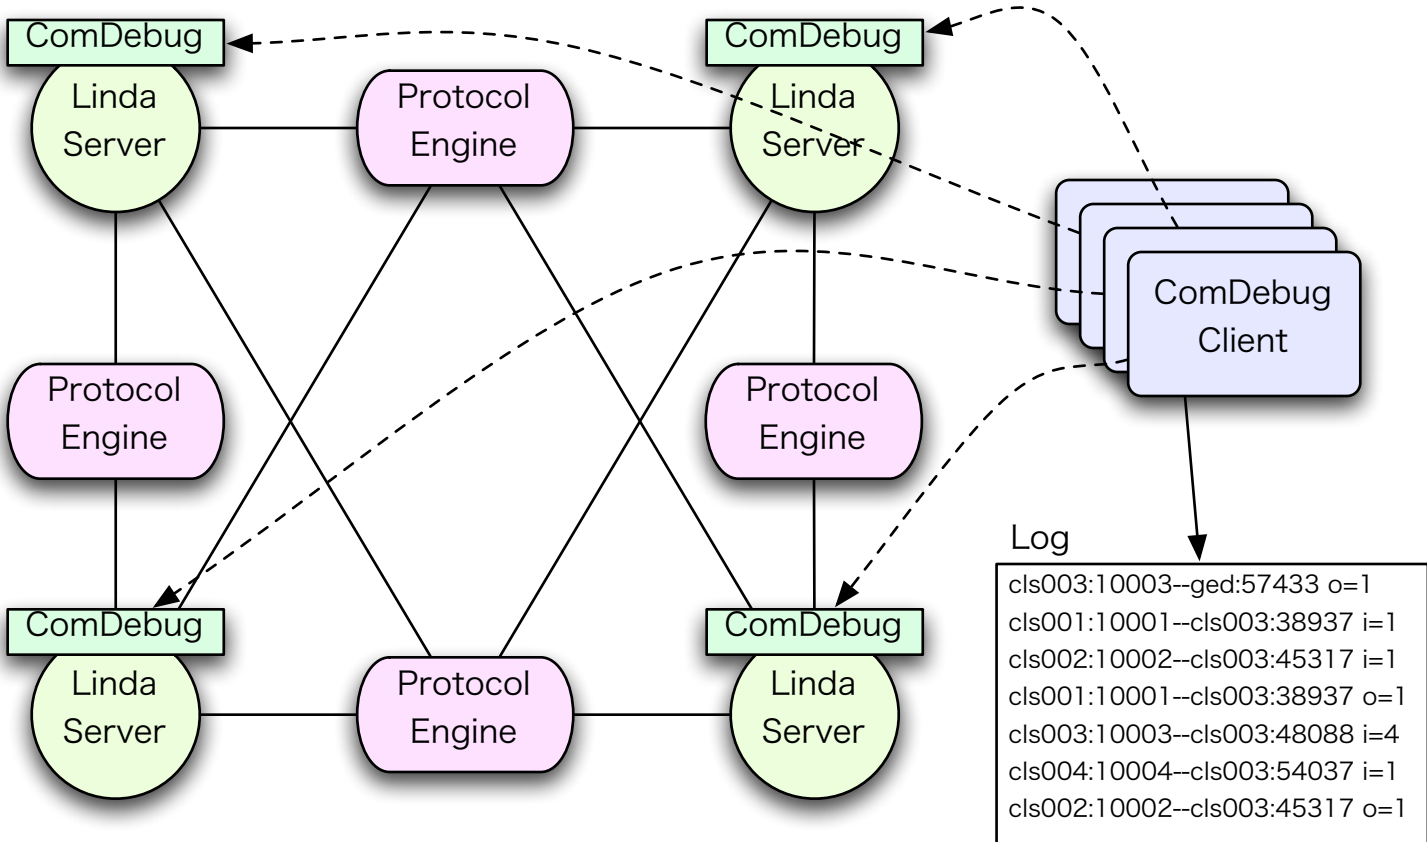 ComDebug
Linda
Server
Protocol
Engine
ComDebug
Linda
Server
ComDebug
Client
Protocol
Engine
Protocol
Engine
ComDebug
Linda
Server
Protocol
Engine
ComDebug
Linda
Server
Log
cls003:10003--ged:57433 o=1
cls001:10001--cls003:38937 i=1
cls002:10002--cls003:45317 i=1
cls001:10001--cls003:38937 o=1
cls003:10003--cls003:48088 i=4
cls004:10004--cls003:54037 i=1
cls002:10002--cls003:45317 o=1